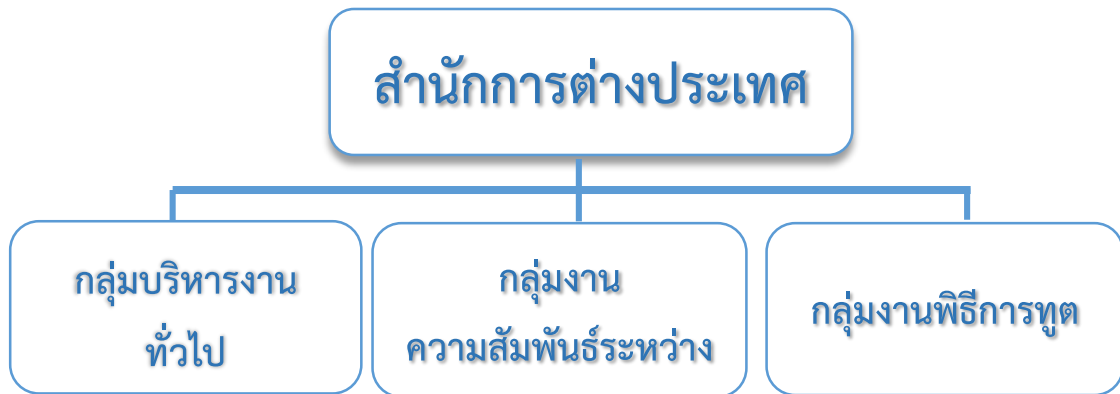 สำนักการต่างประเทศ
กลุ่มบริหารงาน
ทั่วไป
กลุ่มงาน
ความสัมพันธ์ระหว่าง
กลุ่มงานพิธีการทูต